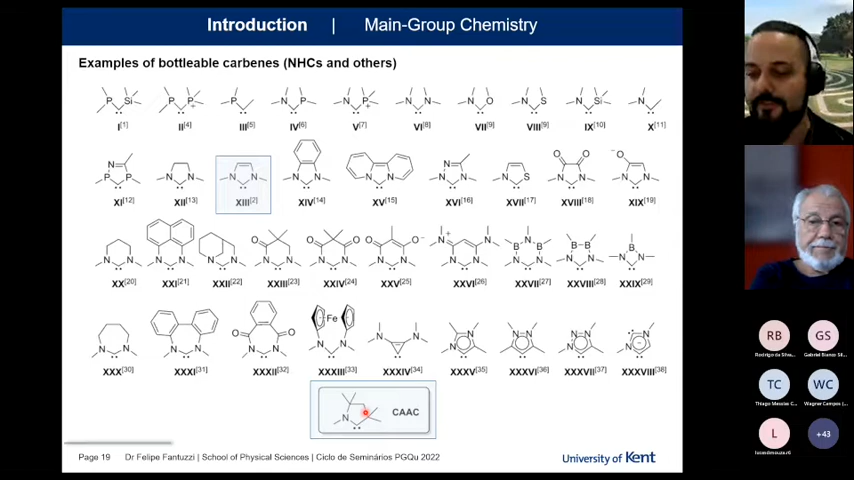 Introduction | Main-Group Chemistry
Examples of bottleable carbenes (NHCs and others)
I[1] II[4] III[5] IV[6] V[7] VI[8] VII[9] VIII[9] IX[10] X[11]
XI[12] XII[13] XIII[2] XIV[14] XV[15] XVI[16] XVII[17] XVIII[18] XIX[19]
XX[20] XXI[21] XXII[22] XXIII[23] XXIV[24] XXV[25] XXVI[26] XXVII[27] XXVIII[28] XXIX[29]
XXX[30] XXXI[31] XXXII[32] XXXIII[33] XXXIV[34] XXXV[35] XXXVI[36] XXXVII[37] XXXVIII[38]
CAAC
Page 19 Dr Felipe Fantuzzi | School of Physical Sciences | Ciclo de Seminários PGQu 2022
University of Kent
RB GS
Rodrigo da Silva... Gabriel Bianco Sil...
TC WC
Thiago Messias C... Wagner Campos (...
L +43